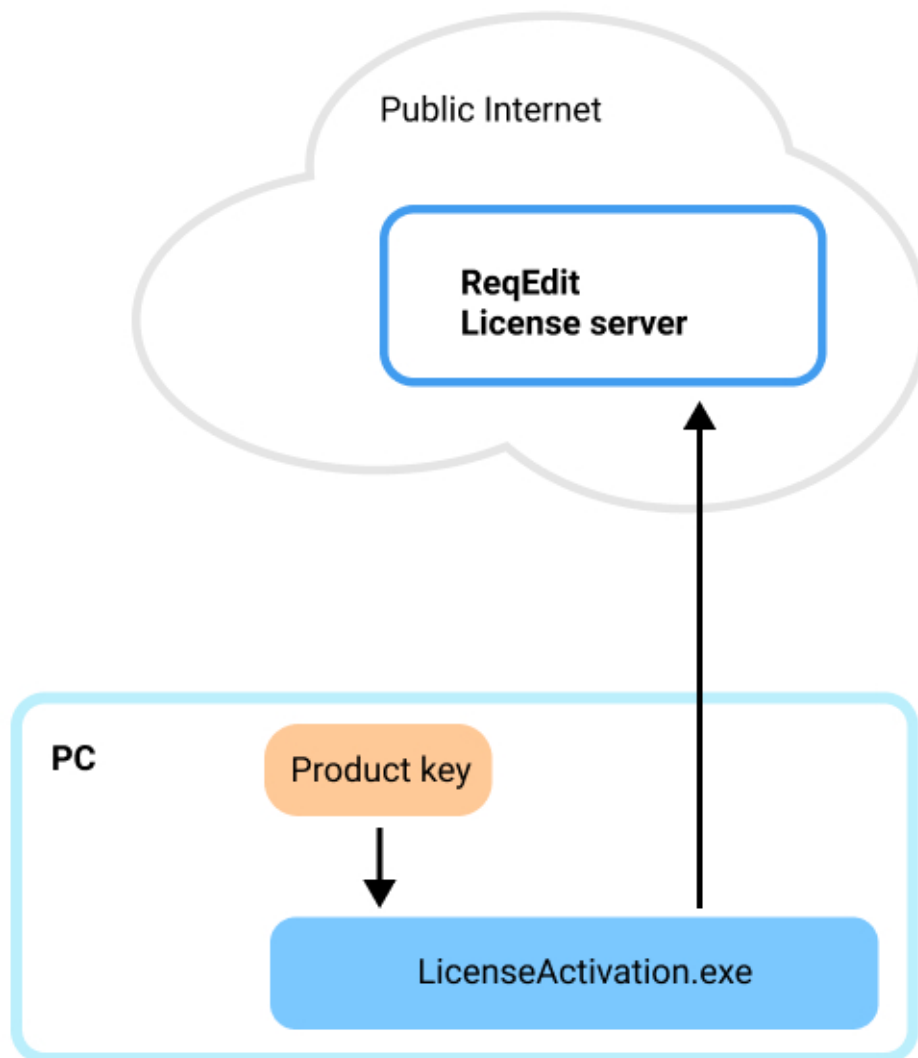 Public Internet
ReqEdit
License server
PC
Product key
LicenseActivation.exe